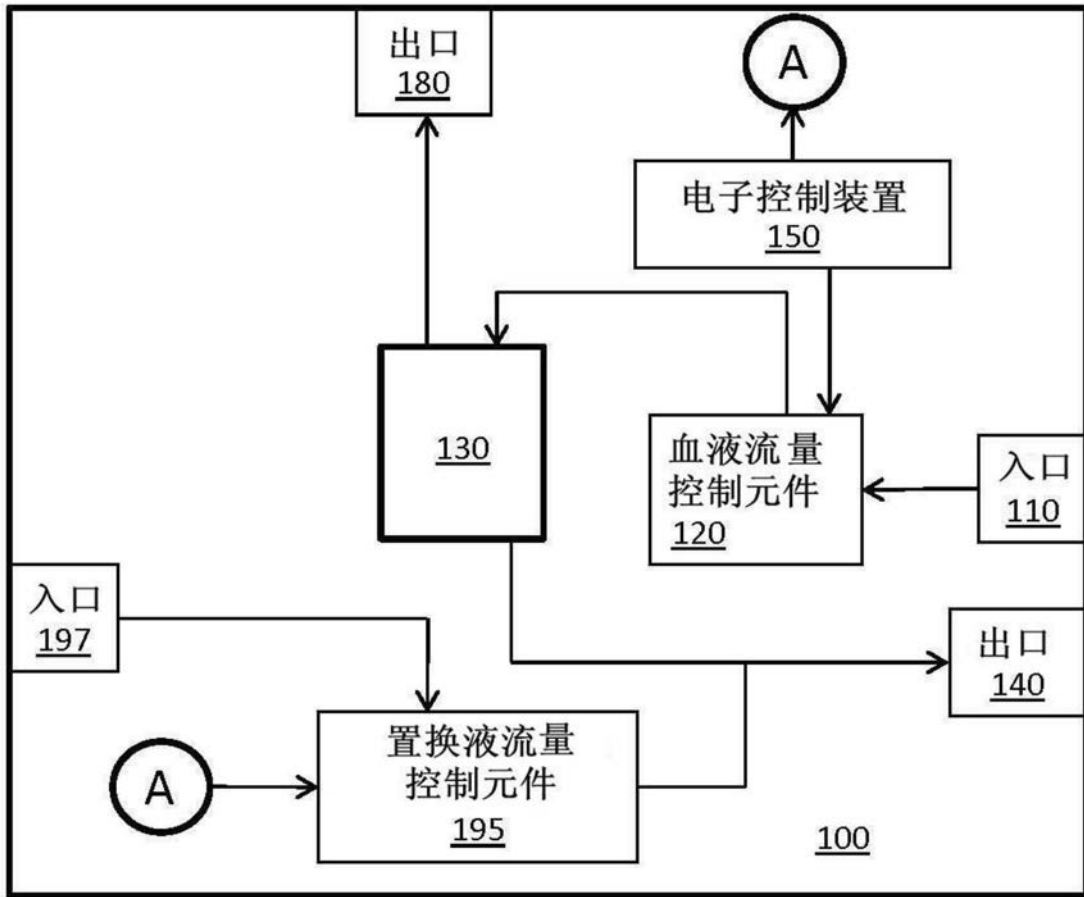 出口
180
A
电子控制装置
150
130
血液流量
控制元件
120
入口
110
入口
197
出口
140
置换液流量
控制元件
195
A
100